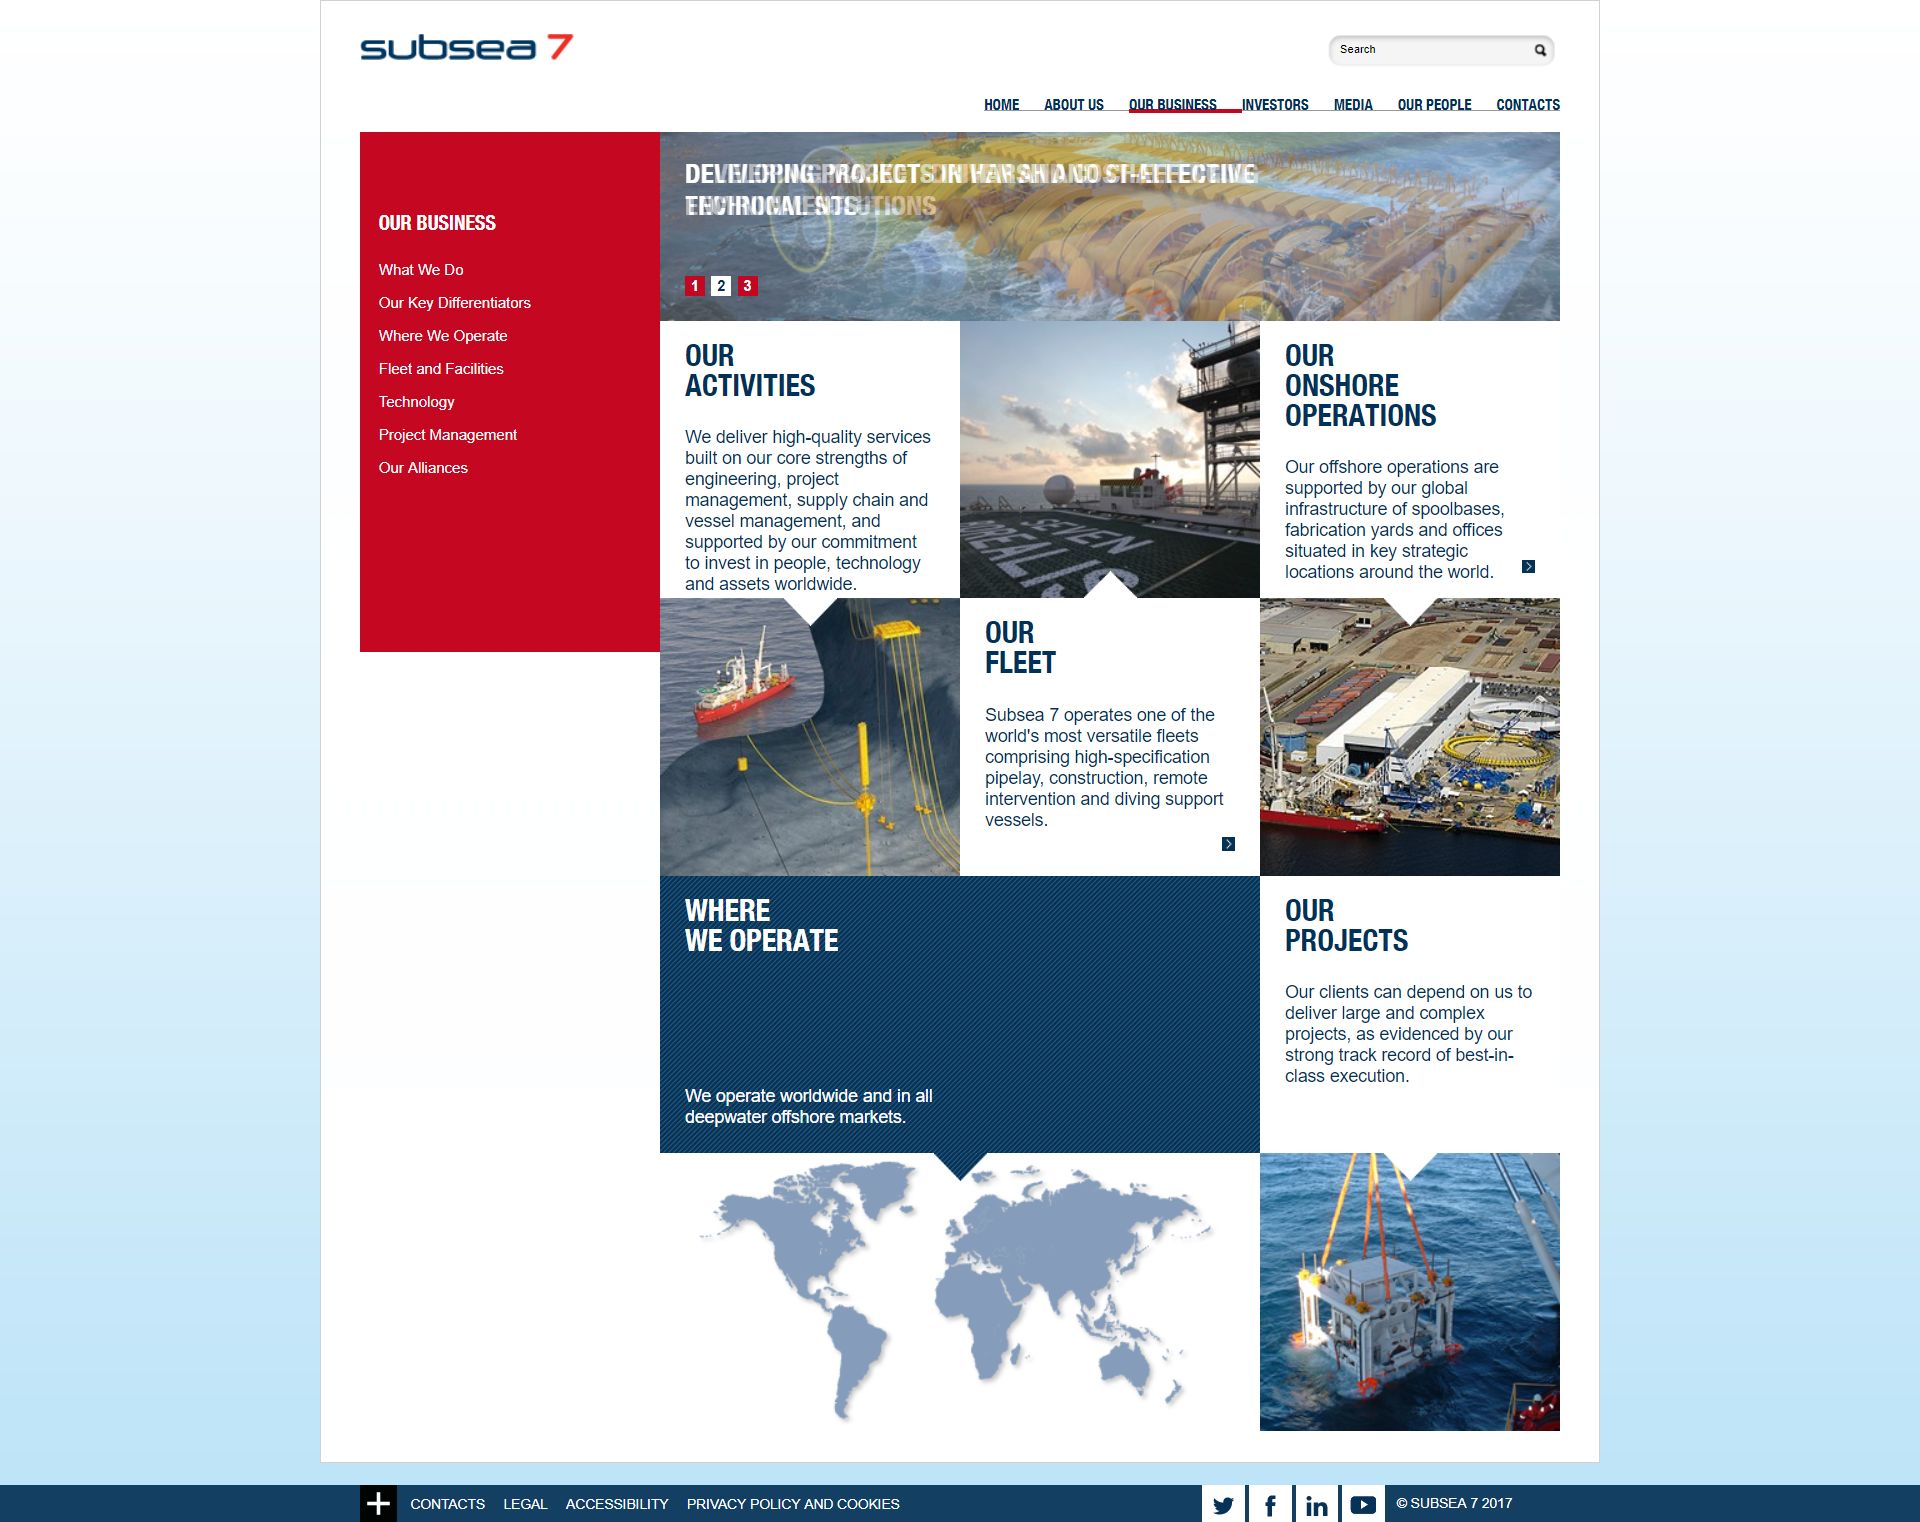 subsea 7
Search
HOME ABOUT US OUR BUSINESS INVESTORS MEDIA OUR PEOPLE CONTACTS
OUR BUSINESS
What We Do
Our Key Differentiators
Where We Operate
Fleet and Facilities
Technology
Project Management
Our Alliances
1 2 3
OUR
ACTIVITIES
We deliver high-quality services
built on our core strengths of
engineering, project
management, supply chain and
vessel management, and
supported by our commitment
to invest in people, technology
and assets worldwide.
OUR
ONSHORE
OPERATIONS
Our offshore operations are
supported by our global
infrastructure of spoolbases,
fabrication yards and offices
situated in key strategic
locations around the world.
OUR
FLEET
Subsea 7 operates one of the
world's most versatile fleets
comprising high-specification
pipelay, construction, remote
intervention and diving support
vessels.
WHERE
WE OPERATE
We operate worldwide and in all
deepwater offshore markets.
OUR
PROJECTS
Our clients can depend on us to
deliver large and complex
projects, as evidenced by our
strong track record of best-in-
class execution.
CONTACTS LEGAL ACCESSIBILITY PRIVACY POLICY AND COOKIES
© SUBSEA 7 2017